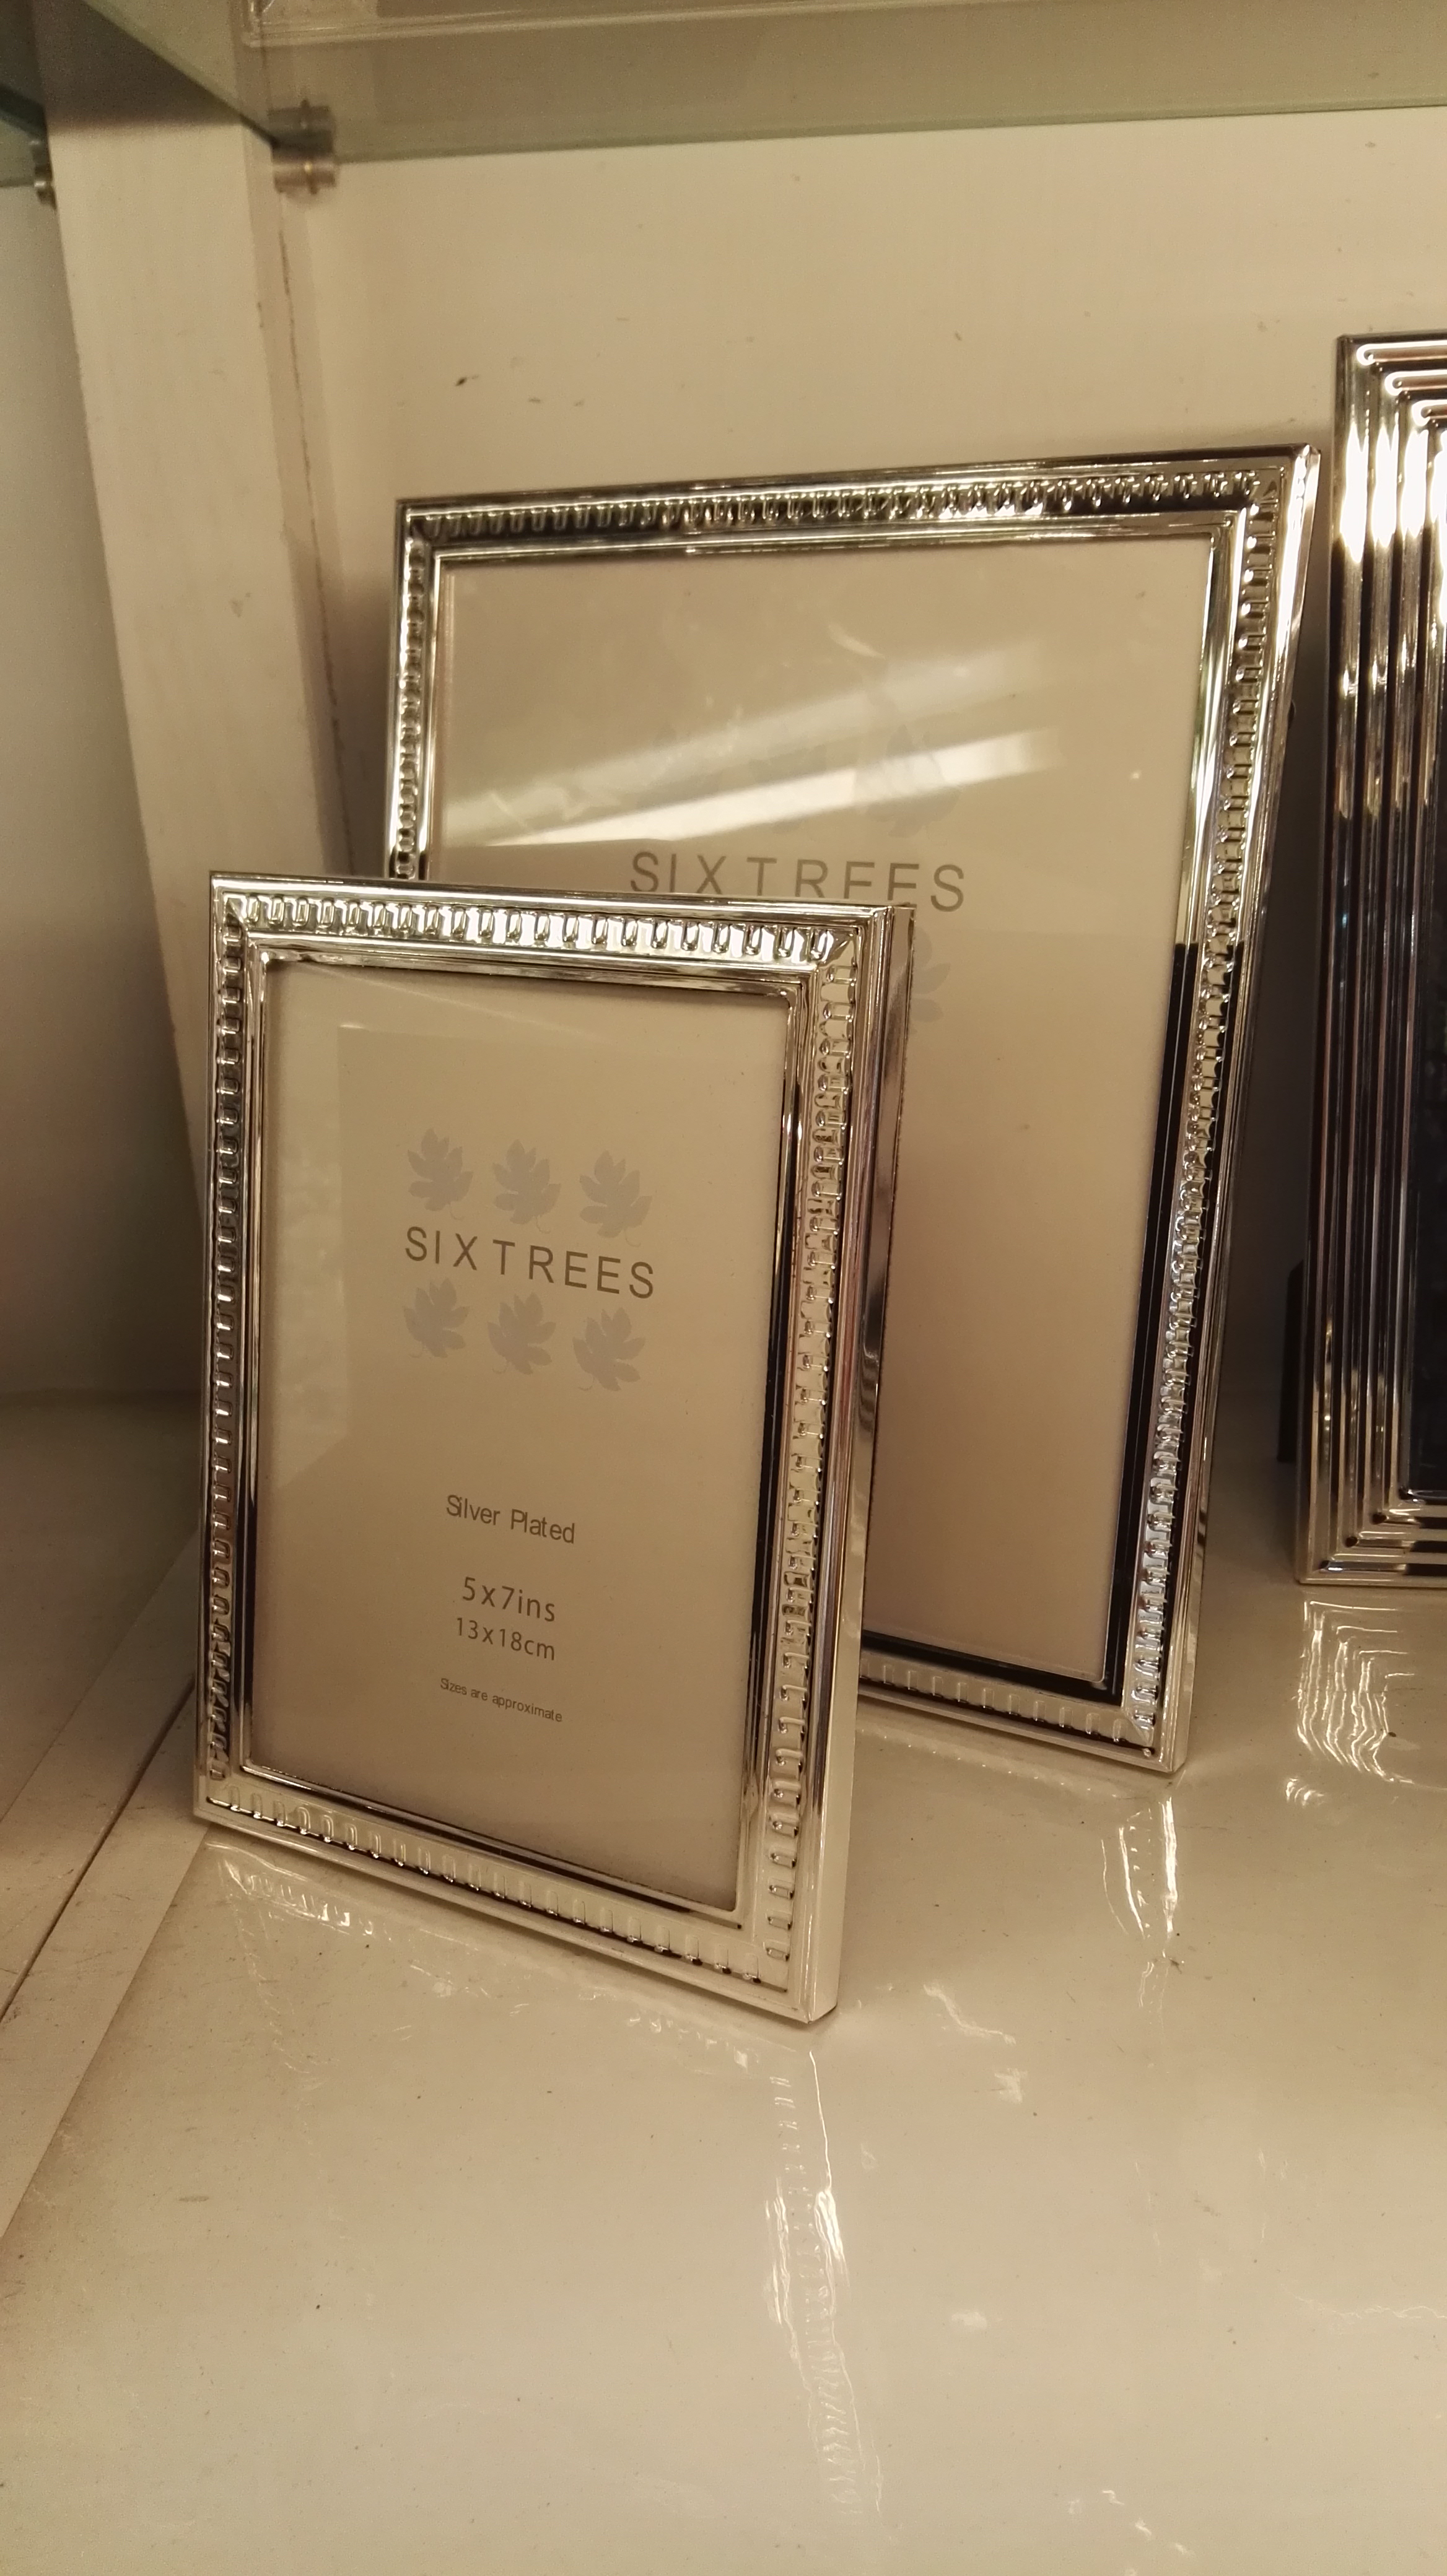 SIXTREES
SIXTREES
Silver Plated
5x7ins
13x18cm
Sizes are approximate